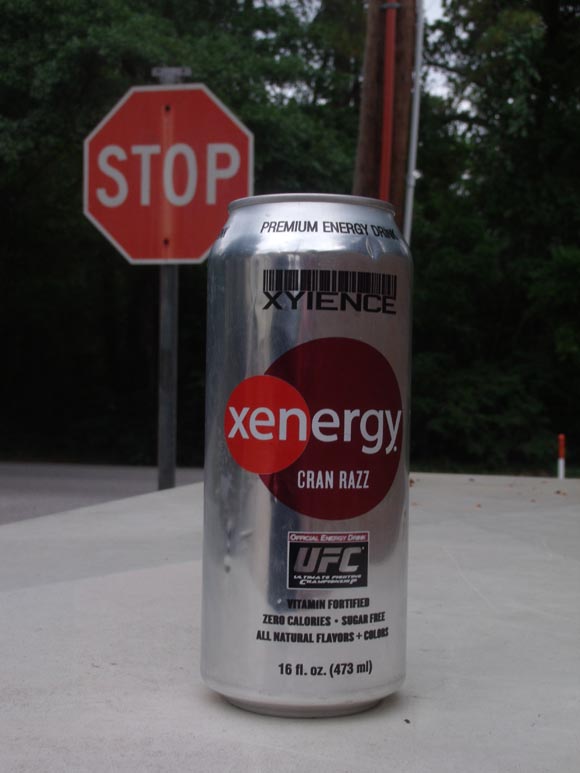 STOP
PREMIUM ENERGY DRINK
XYIENCE
xenergy
CRAN RAZZ
OFFICIAL ENERGY DRINK
UFC
ULTIMATE FIGHTING
CHAMPIONSHIP
VITAMIN FORTIFIED
ZERO CALORIES • SUGAR FREE
ALL NATURAL FLAVORS + COLORS
16 fl. oz. (473 ml)